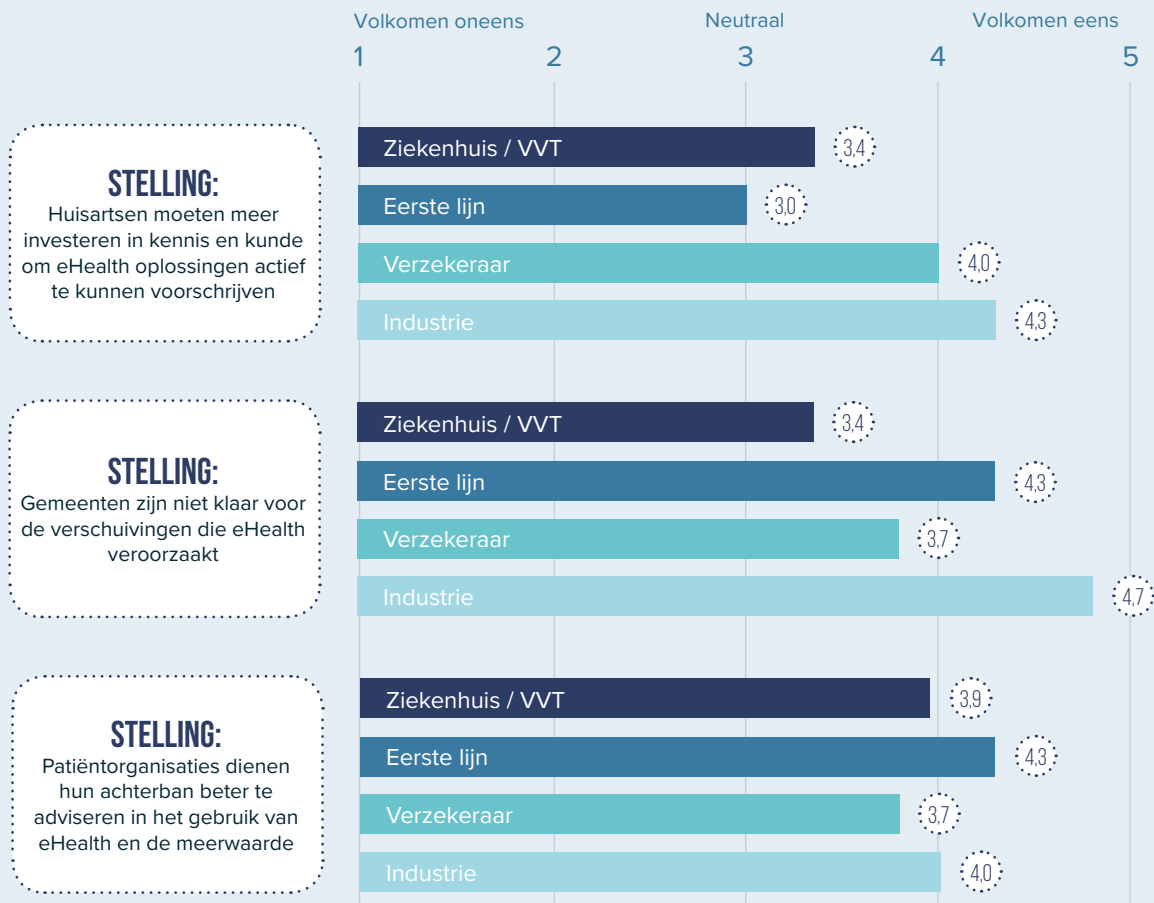 Volkomen oneens Neutraal Volkomen eens
1 2 3 4 5
STELLING:
Huisartsen moeten meer
investeren in kennis en kunde
om eHealth oplossingen actief
te kunnen voorschrijven
Ziekenhuis / VVT 3,4
Eerste lijn 3,0
Verzekeraar 4,0
Industrie 4,3
STELLING:
Gemeenten zijn niet klaar voor
de verschuivingen die eHealth
veroorzaakt
Ziekenhuis / VVT 3,4
Eerste lijn 4,3
Verzekeraar 3,7
Industrie 4,7
STELLING:
Patiëntorganisaties dienen
hun achterban beter te
adviseren in het gebruik van
eHealth en de meerwaarde
Ziekenhuis / VVT 3,9
Eerste lijn 4,3
Verzekeraar 3,7
Industrie 4,0